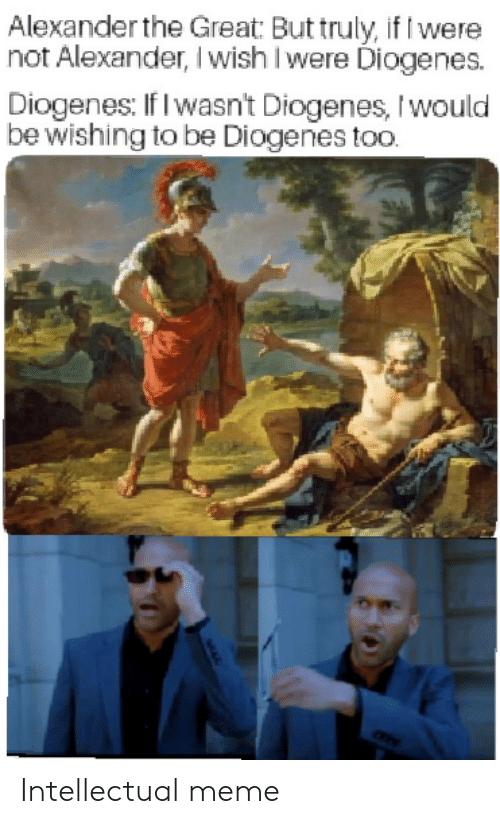 Alexander the Great: But truly, if I were
not Alexander, I wish I were Diogenes.
Diogenes: If I wasn't Diogenes, I would
be wishing to be Diogenes too.
Intellectual meme